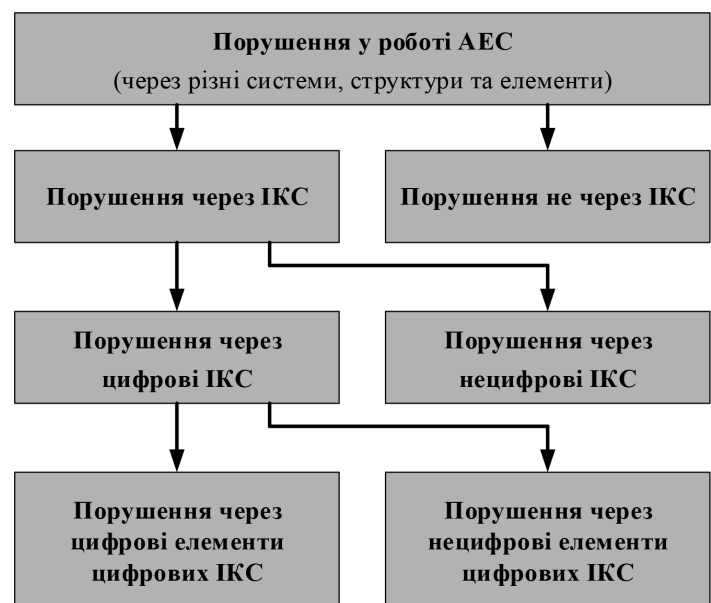 Порушення у роботі АЕС
(через різні системи, структури та елементи)
Порушення через ІКС
Порушення не через ІКС
Порушення через
цифрові ІКС
Порушення через
нецифрові ІКС
Порушення через
цифрові елементи
цифрових ІКС
Порушення через
нецифрові елементи
цифрових ІКС